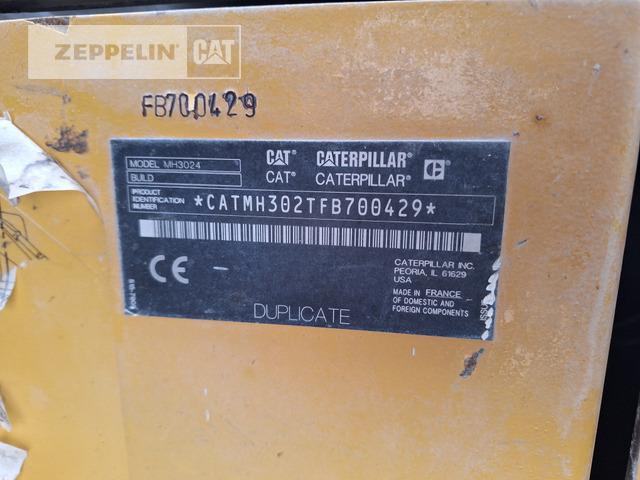 ZEPPELIN CAT
FB700429
MODEL MH3024
BUILD
PRODUCT
IDENTIFICATION
NUMBER
CAT® CATERPILLAR®
CAT® CATERPILLAR®
*CATMH302TFB700429*
CE –
CATERPILLAR INC.
PEORIA, IL 61629
USA
MADE IN FRANCE
OF DOMESTIC AND
FOREIGN COMPONENTS
DUPLICATE